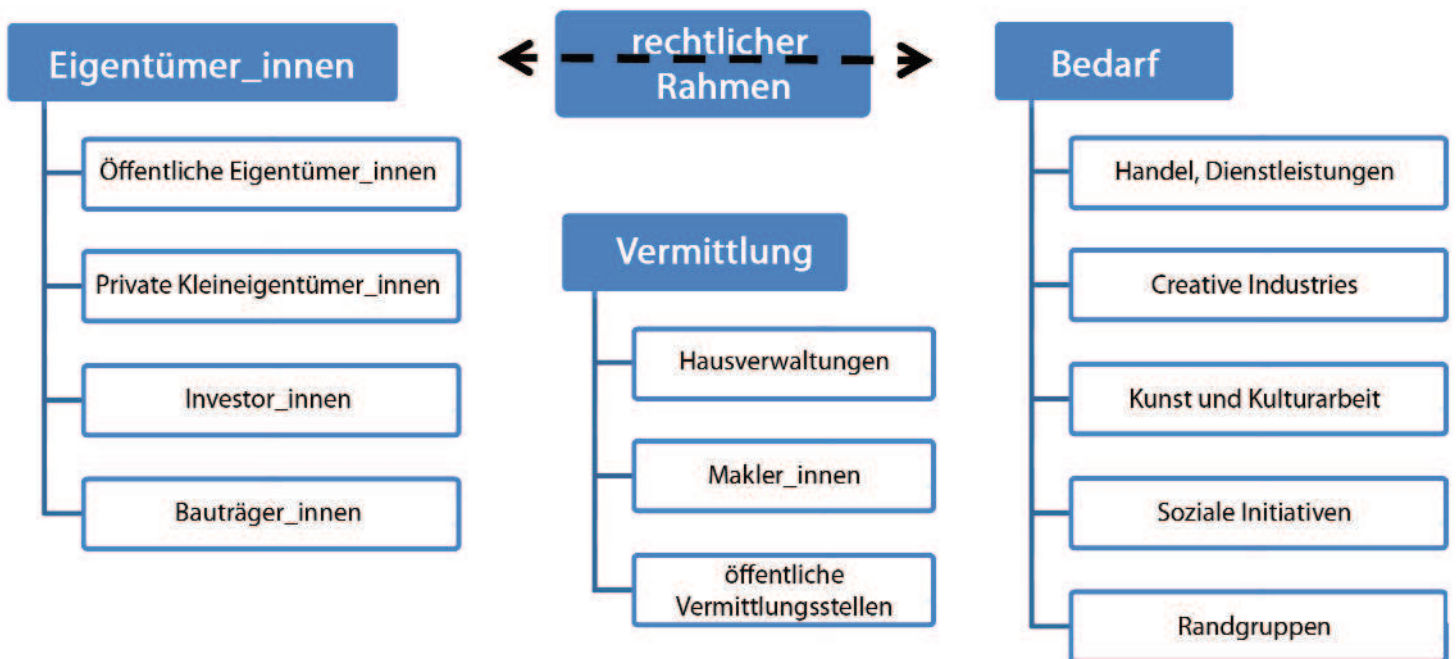 Eigentümer_innen
Öffentliche Eigentümer_innen
Private Kleineigentümer_innen
Investor_innen
Bauträger_innen
rechtlicher
Rahmen
Vermittlung
Hausverwaltungen
Makler_innen
öffentliche
Vermittlungsstellen
Bedarf
Handel, Dienstleistungen
Creative Industries
Kunst und Kulturarbeit
Soziale Initiativen
Randgruppen